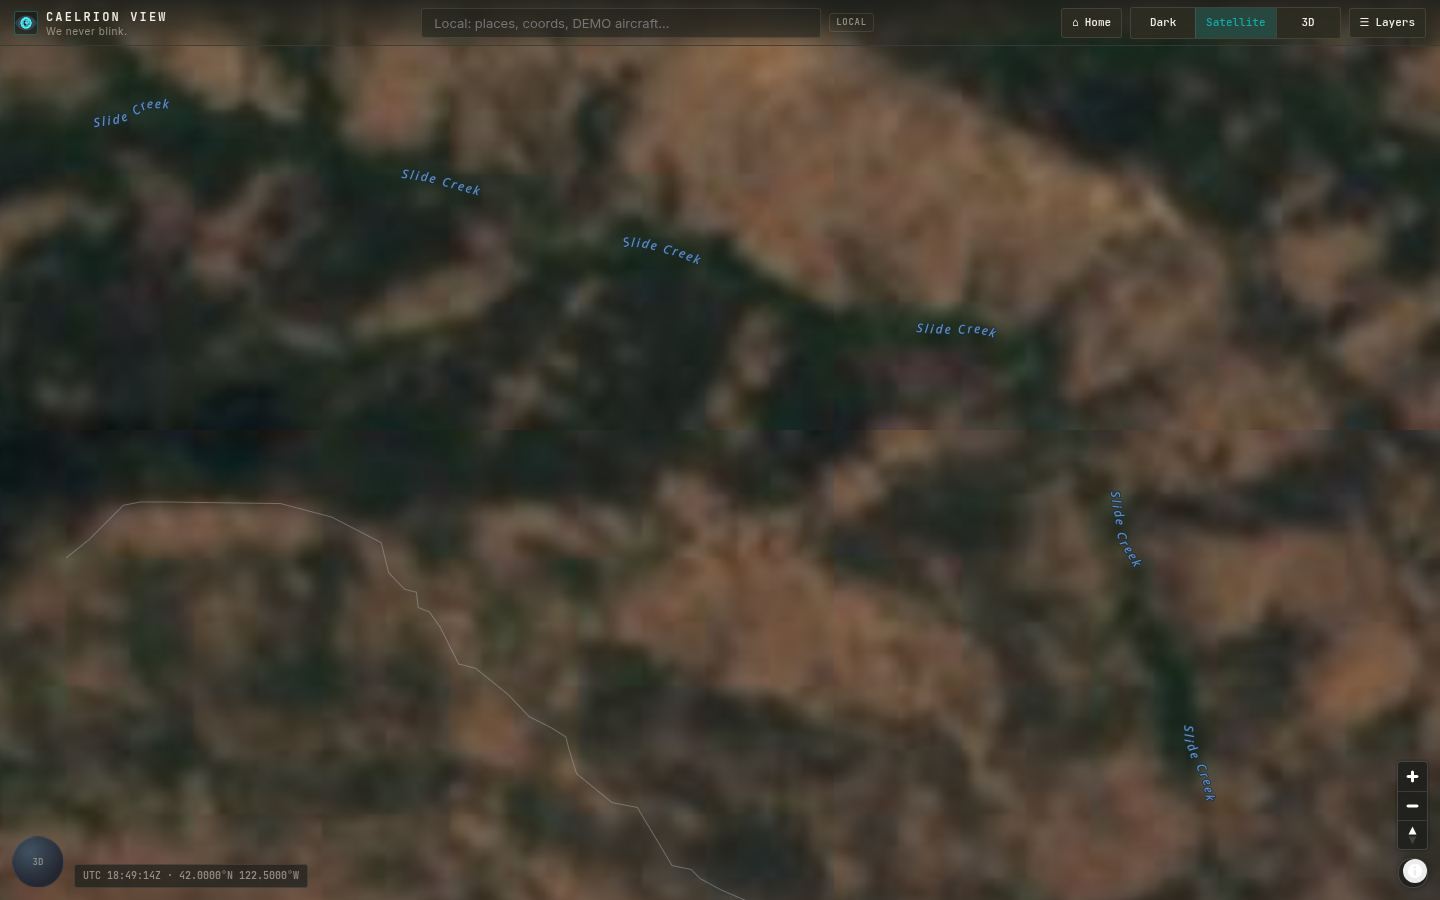 CAELRION VIEW
We never blink.
Local: places, coords, DEMO aircraft...
LOCAL
⌂ Home
Dark
Satellite
3D
☰ Layers
Slide Creek
Slide Creek
Slide Creek
Slide Creek
Slide Creek
Slide Creek
3D
UTC 18:49:14Z · 42.0000°N 122.5000°W